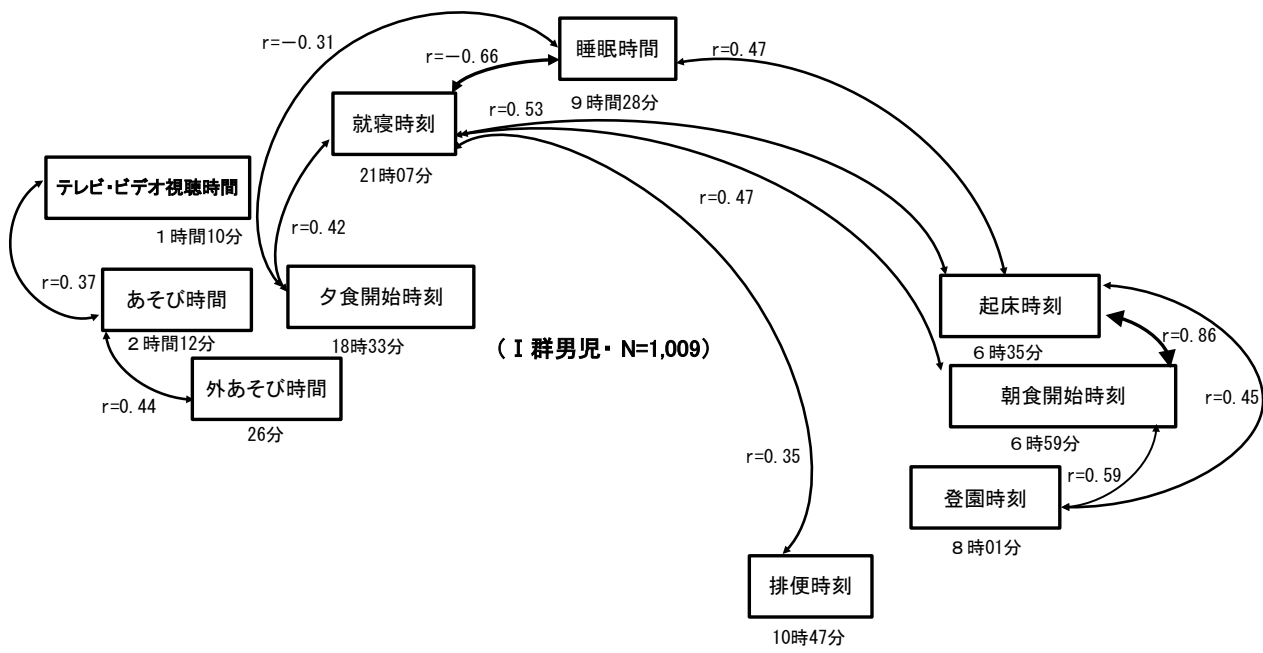 r=－0.31
睡眠時間
r=0.47
r=－0.66
９時間28分
r=0.53
就寝時刻
21時07分
テレビ・ビデオ視聴時間
r=0.47
１時間10分
r=0.42
r=0.37
あそび時間
夕食開始時刻
起床時刻
２時間12分
18時33分
(Ⅰ群男児・N=1,009)
６時35分
r=0.86
外あそび時間
朝食開始時刻
r=0.45
r=0.44
26分
６時59分
r=0.35
r=0.59
登園時刻
８時01分
排便時刻
10時47分